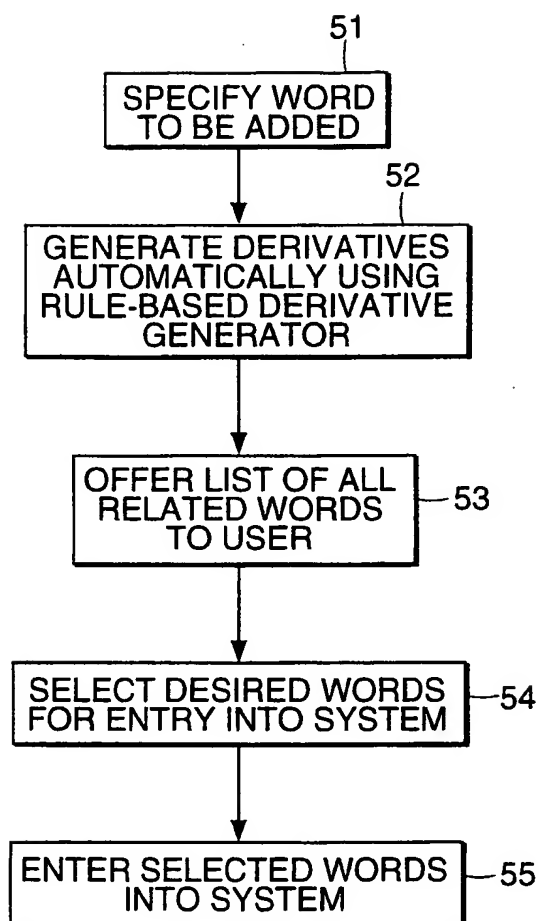 51
SPECIFY WORD
TO BE ADDED
52
GENERATE DERIVATIVES
AUTOMATICALLY USING
RULE-BASED DERIVATIVE
GENERATOR
OFFER LIST OF ALL
RELATED WORDS
TO USER
53
SELECT DESIRED WORDS
FOR ENTRY INTO SYSTEM
54
ENTER SELECTED WORDS
INTO SYSTEM
55